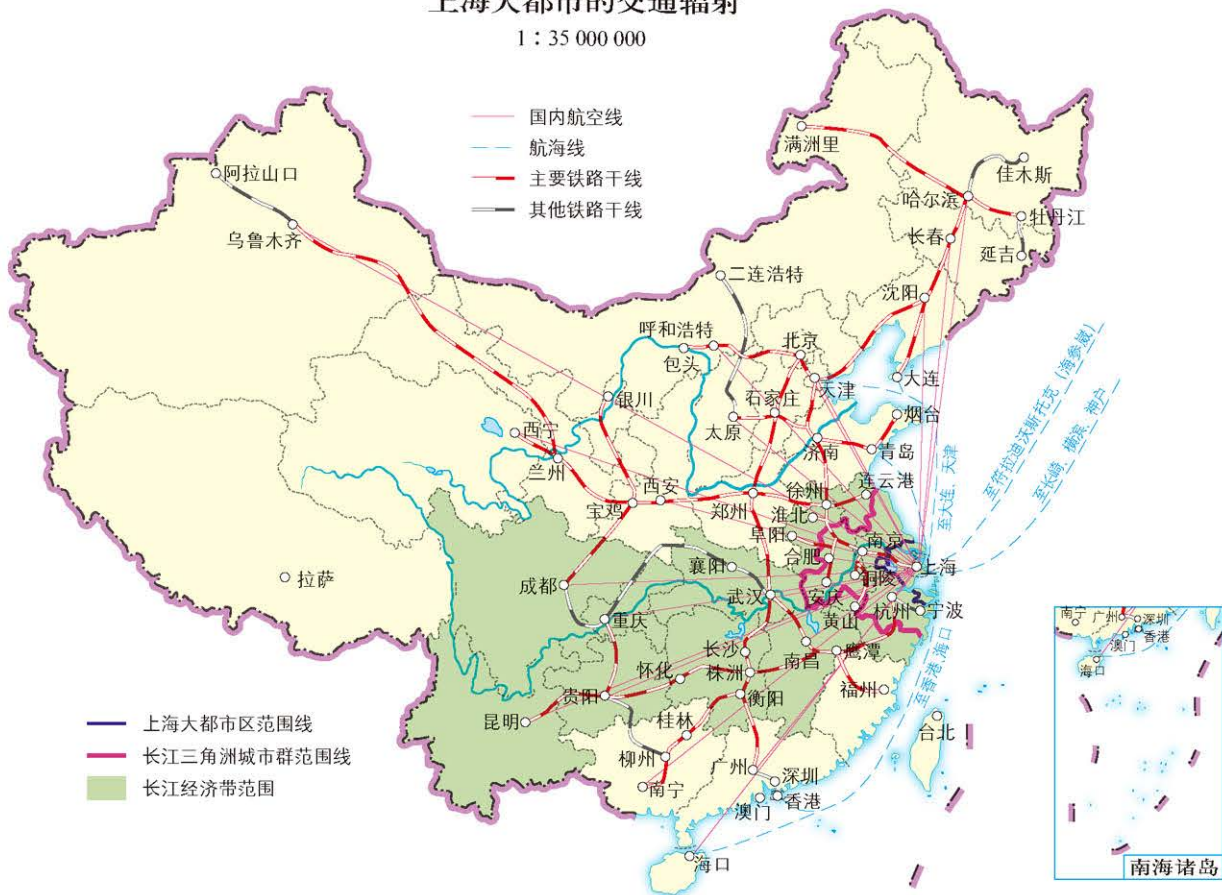 上海大都市的交通辐射
1：35 000 000
国内航空线
航海线
主要铁路干线
其他铁路干线
满洲里
佳木斯
哈尔滨
牡丹江
长春
延吉
沈阳
阿拉山口
乌鲁木齐
二连浩特
呼和浩特
包头
北京
天津
大连
烟台
石家庄
太原
济南
青岛
银川
西宁
兰州
宝鸡
西安
郑州
徐州
连云港
淮北
阜阳
合肥
南京
上海
铜陵
安庆
杭州
宁波
黄山
拉萨
成都
重庆
襄阳
武汉
长沙
南昌
鹰潭
株洲
怀化
衡阳
福州
贵阳
昆明
桂林
柳州
南宁
广州
深圳
香港
澳门
海口
台北
至大连、天津
至符拉迪沃斯托克（海参崴）
至长崎、横滨、神户
至香港、海口
上海大都市区范围线
长江三角洲城市群范围线
长江经济带范围
南宁
广州
深圳
香港
澳门
海口
南海诸岛